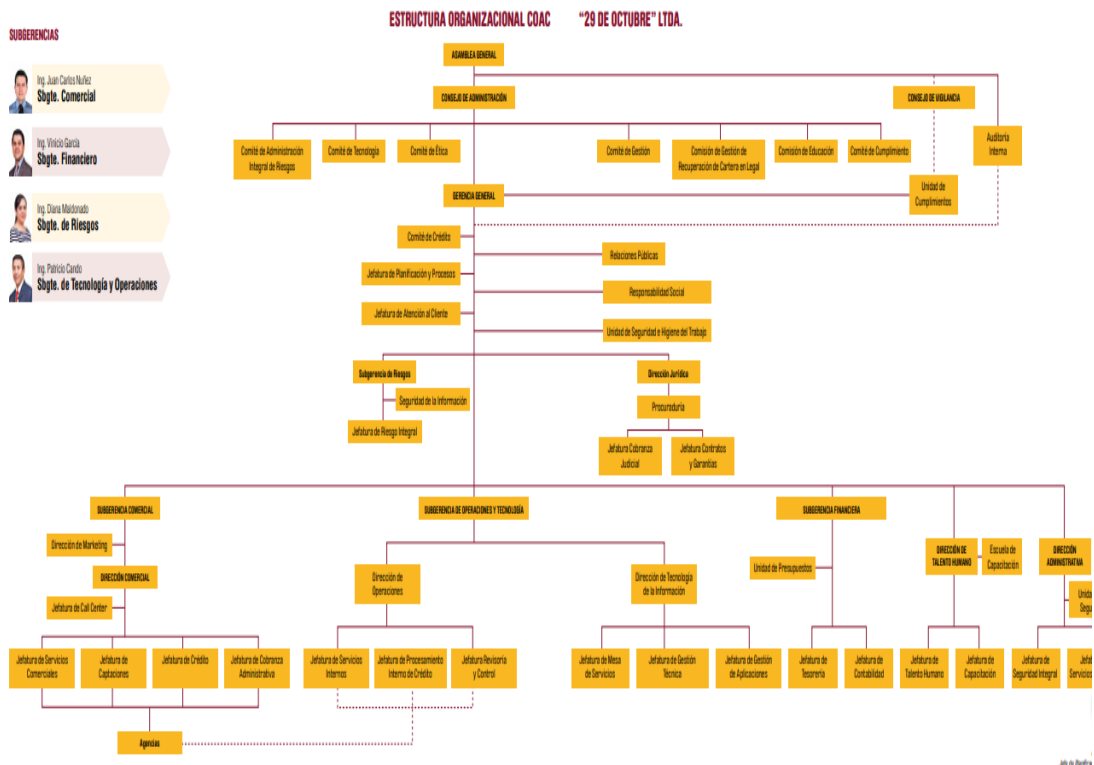 ESTRUCTURA ORGANIZACIONAL COAC "29 DE OCTUBRE" LTDA.
SUBGERENCIAS
Ing. Juan Carlos Nuñez
Sbgte. Comercial
Ing. Vinicio García
Sbgte. Financiero
Ing. Diana Maldonado
Sbgte. de Riesgos
Ing. Patricio Cando
Sbgte. de Tecnología y Operaciones
ASAMBLEA GENERAL
CONSEJO DE ADMINISTRACIÓN
CONSEJO DE VIGILANCIA
Comité de Administración
Integral de Riesgos
Comité de Tecnología
Comité de Ética
Comité de Gestión
Comisión de Gestión de
Recuperación de Cartera en Legal
Comisión de Educación
Comité de Cumplimiento
Auditoría
Interna
GERENCIA GENERAL
Unidad de
Cumplimientos
Comité de Crédito
Relaciones Públicas
Jefatura de Planificación y Procesos
Responsabilidad Social
Jefatura de Atención al Cliente
Unidad de Seguridad e Higiene del Trabajo
Subgerencia de Riesgos
Seguridad de la Información
Jefatura de Riesgo Integral
Dirección Jurídica
Procuraduría
Jefatura Cobranza
Judicial
Jefatura Contratos
y Garantías
SUBGERENCIA COMERCIAL
SUBGERENCIA DE OPERACIONES Y TECNOLOGÍA
SUBGERENCIA FINANCIERA
Dirección de Marketing
DIRECCIÓN COMERCIAL
Jefatura de Call Center
Dirección de
Operaciones
Dirección de Tecnología
de la Información
Unidad de Presupuestos
DIRECCIÓN DE
TALENTO HUMANO
Escuela de
Capacitación
DIRECCIÓN
ADMINISTRATIVA
Jefatura de Servicios
Comerciales
Jefatura de
Captaciones
Jefatura de Crédito
Jefatura de Cobranza
Administrativa
Jefatura de Servicios
Internos
Jefatura de Procesamiento
Interno de Crédito
Jefatura Revisoría
y Control
Jefatura de Mesa
de Servicios
Jefatura de Gestión
Técnica
Jefatura de Gestión
de Aplicaciones
Jefatura de
Tesorería
Jefatura de
Contabilidad
Jefatura de
Talento Humano
Jefatura de
Capacitación
Jefatura de
Seguridad Integral
Servicios
Agencias